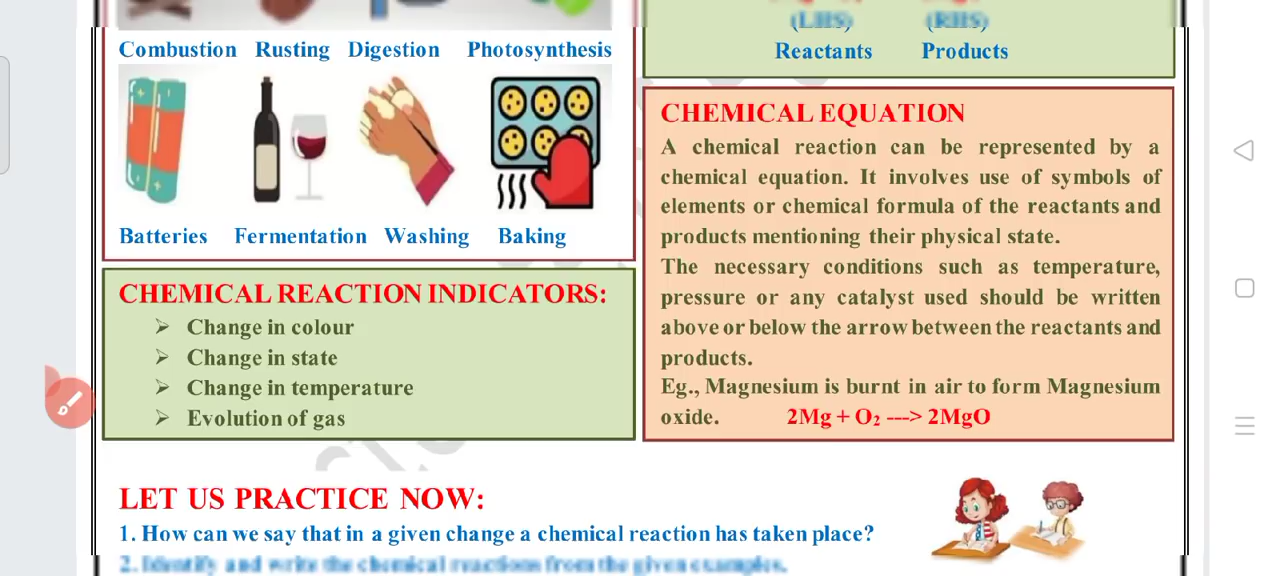 Combustion Rusting Digestion Photosynthesis
Batteries Fermentation Washing Baking
CHEMICAL REACTION INDICATORS:
➢ Change in colour
➢ Change in state
➢ Change in temperature
➢ Evolution of gas
(LHS) (RHS)
Reactants Products
CHEMICAL EQUATION
A chemical reaction can be represented by a
chemical equation. It involves use of symbols of
elements or chemical formula of the reactants and
products mentioning their physical state.
The necessary conditions such as temperature,
pressure or any catalyst used should be written
above or below the arrow between the reactants and
products.
Eg., Magnesium is burnt in air to form Magnesium
oxide. 2Mg + O₂ ---> 2MgO
LET US PRACTICE NOW:
1. How can we say that in a given change a chemical reaction has taken place?
2. Identify and write the chemical reactions from the given examples.